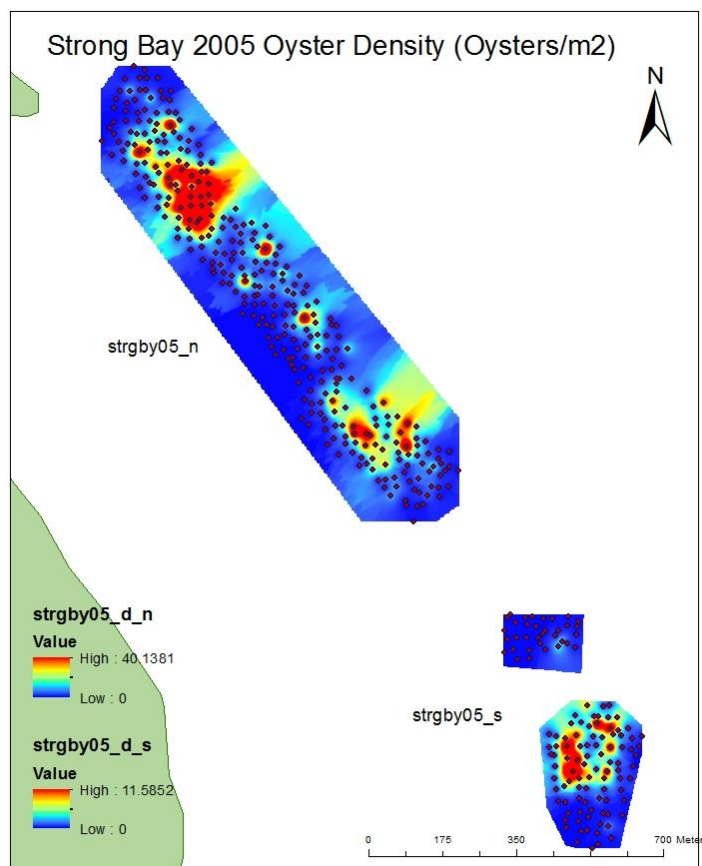 Strong Bay 2005 Oyster Density (Oysters/m2)
N
strgby05_n
strgby05_s
strgby05_d_n
Value
High : 40.1381
Low : 0
strgby05_d_s
Value
High : 11.5852
Low : 0
0 175 350 700 Meter